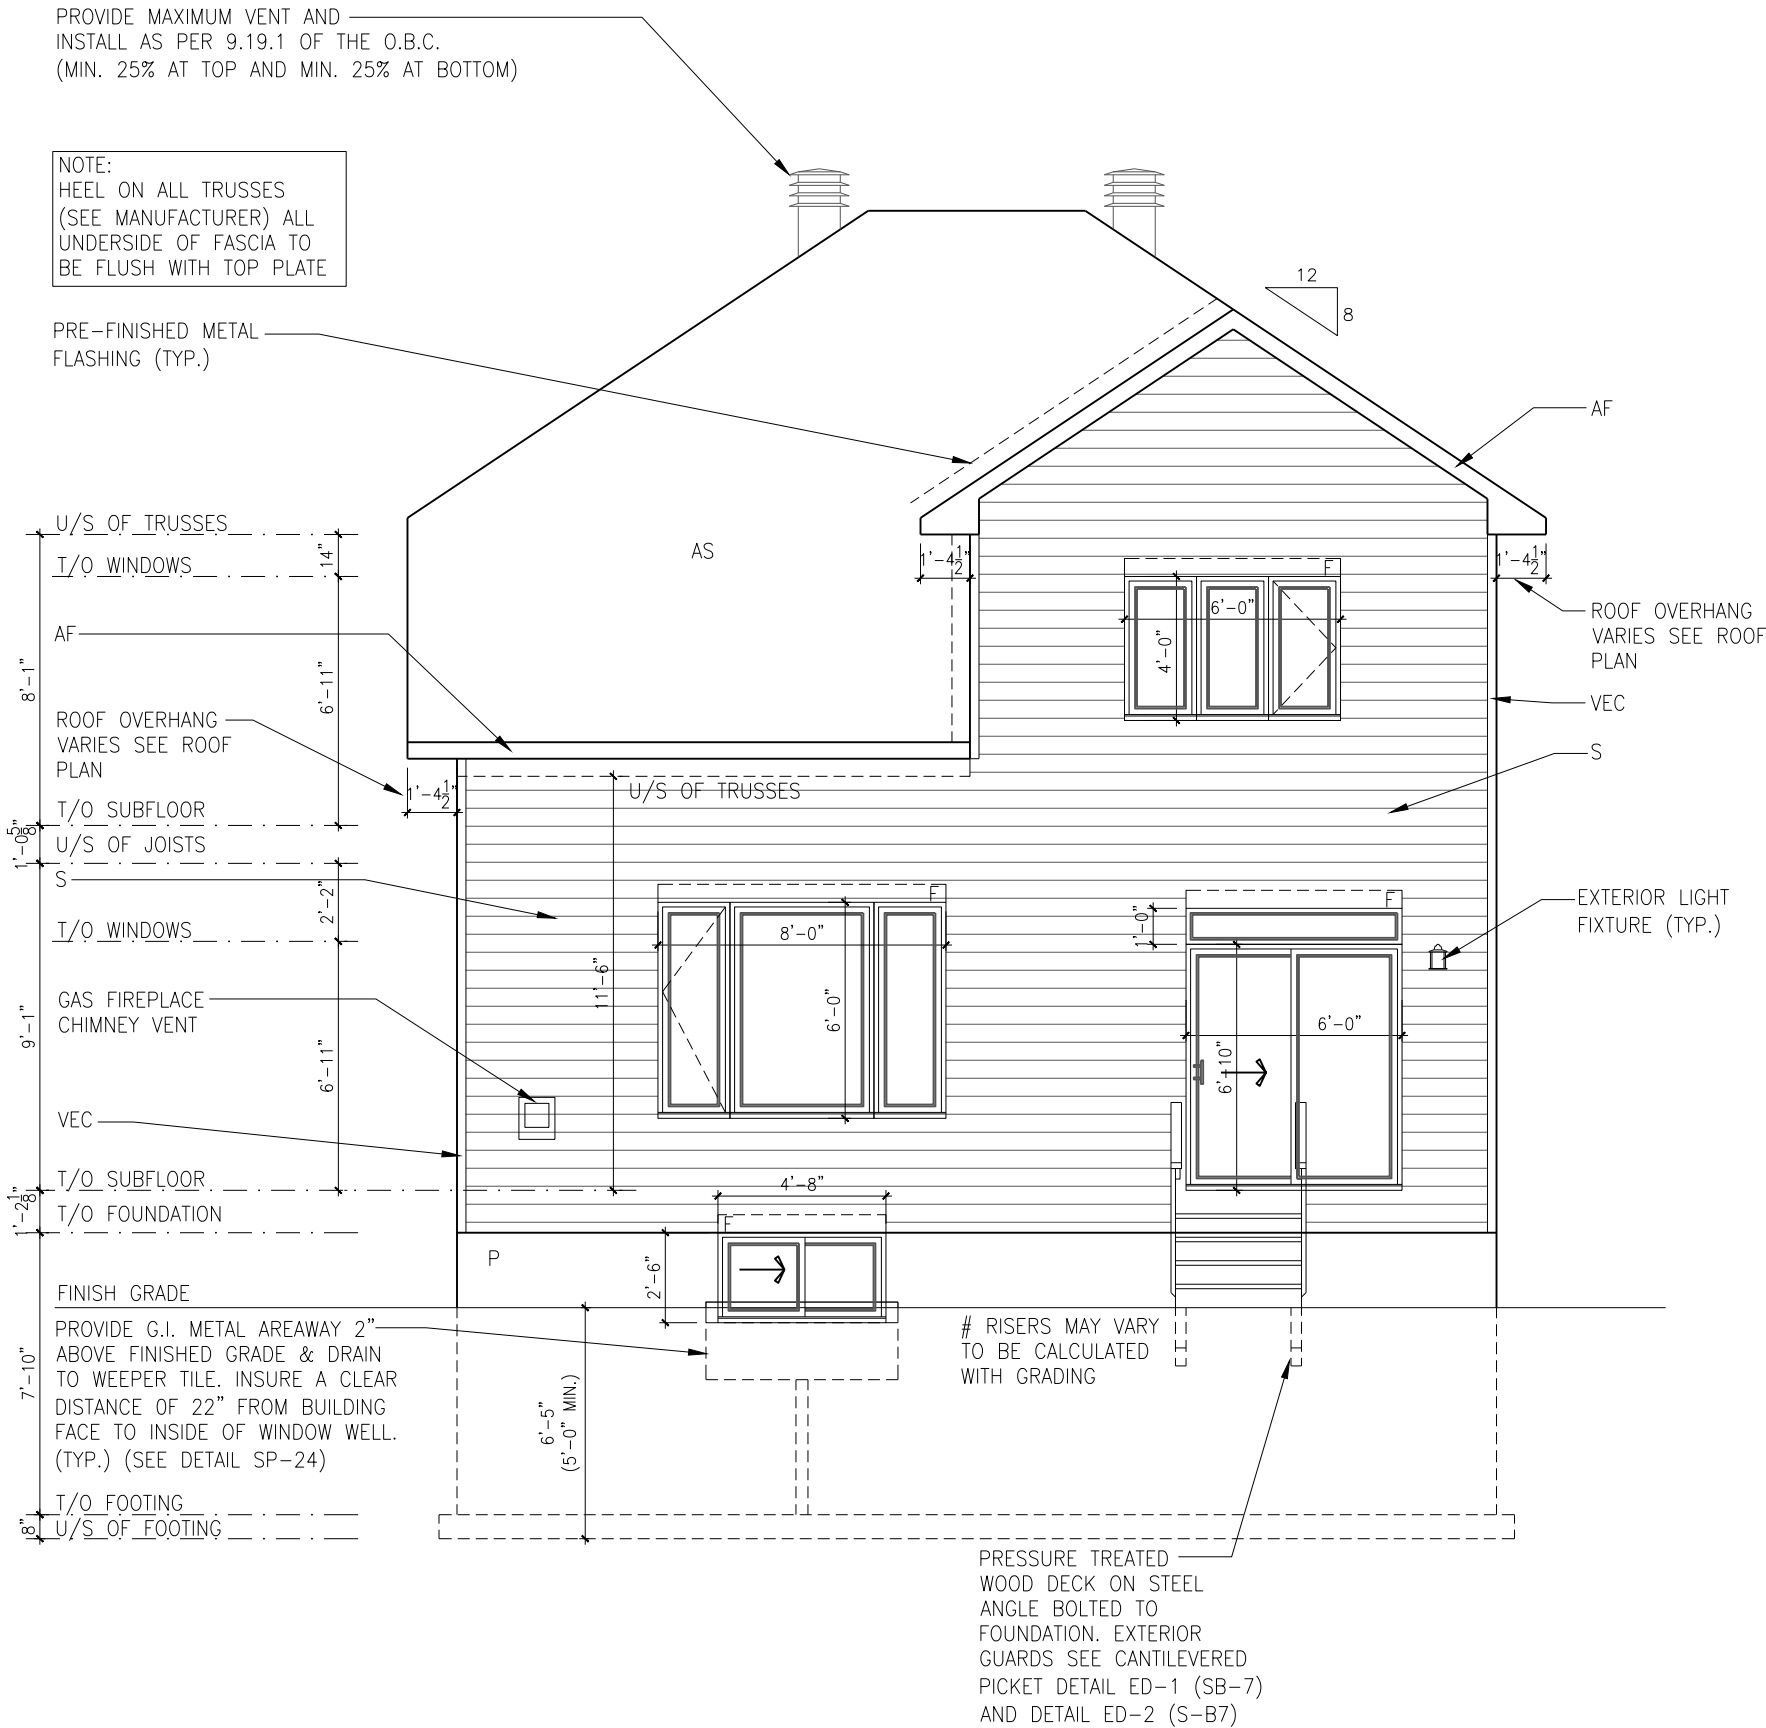 PROVIDE MAXIMUM VENT AND
INSTALL AS PER 9.19.1 OF THE O.B.C.
(MIN. 25% AT TOP AND MIN. 25% AT BOTTOM)
NOTE:
HEEL ON ALL TRUSSES
(SEE MANUFACTURER) ALL
UNDERSIDE OF FASCIA TO
BE FLUSH WITH TOP PLATE
12
8
PRE-FINISHED METAL
FLASHING (TYP.)
AF
U/S OF TRUSSES
14"
T/O WINDOWS
AS
1'-4½"
1'-4½"
F
6'-0"
4'-0"
ROOF OVERHANG
VARIES SEE ROOF
PLAN
AF
8'-1"
6'-11"
VEC
ROOF OVERHANG
VARIES SEE ROOF
PLAN
S
1'-4½"
U/S OF TRUSSES
T/O SUBFLOOR
1'-0⅝"
U/S OF JOISTS
S
2'-2"
T/O WINDOWS
F
8'-0"
6'-0"
11'-6"
F
1'-0"
6'-0"
6'-10"
EXTERIOR LIGHT
FIXTURE (TYP.)
GAS FIREPLACE
CHIMNEY VENT
9'-1"
6'-11"
VEC
T/O SUBFLOOR
1'-2⅛"
T/O FOUNDATION
4'-8"
F
P
2'-6"
FINISH GRADE
PROVIDE G.I. METAL AREAWAY 2"
ABOVE FINISHED GRADE & DRAIN
TO WEEPER TILE. INSURE A CLEAR
DISTANCE OF 22" FROM BUILDING
FACE TO INSIDE OF WINDOW WELL.
(TYP.) (SEE DETAIL SP-24)
7'-10"
# RISERS MAY VARY
TO BE CALCULATED
WITH GRADING
6'-5"
(5'-0" MIN.)
T/O FOOTING
8"
U/S OF FOOTING
PRESSURE TREATED
WOOD DECK ON STEEL
ANGLE BOLTED TO
FOUNDATION. EXTERIOR
GUARDS SEE CANTILEVERED
PICKET DETAIL ED-1 (SB-7)
AND DETAIL ED-2 (S-B7)